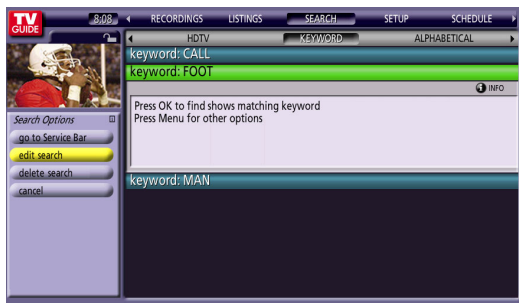 TV
GUIDE
8:08
RECORDINGS LISTINGS SEARCH SETUP SCHEDULE
HDTV KEYWORD ALPHABETICAL
keyword: CALL
keyword: FOOT
i INFO
Press OK to find shows matching keyword
Press Menu for other options
keyword: MAN
Search Options
go to Service Bar
edit search
delete search
cancel